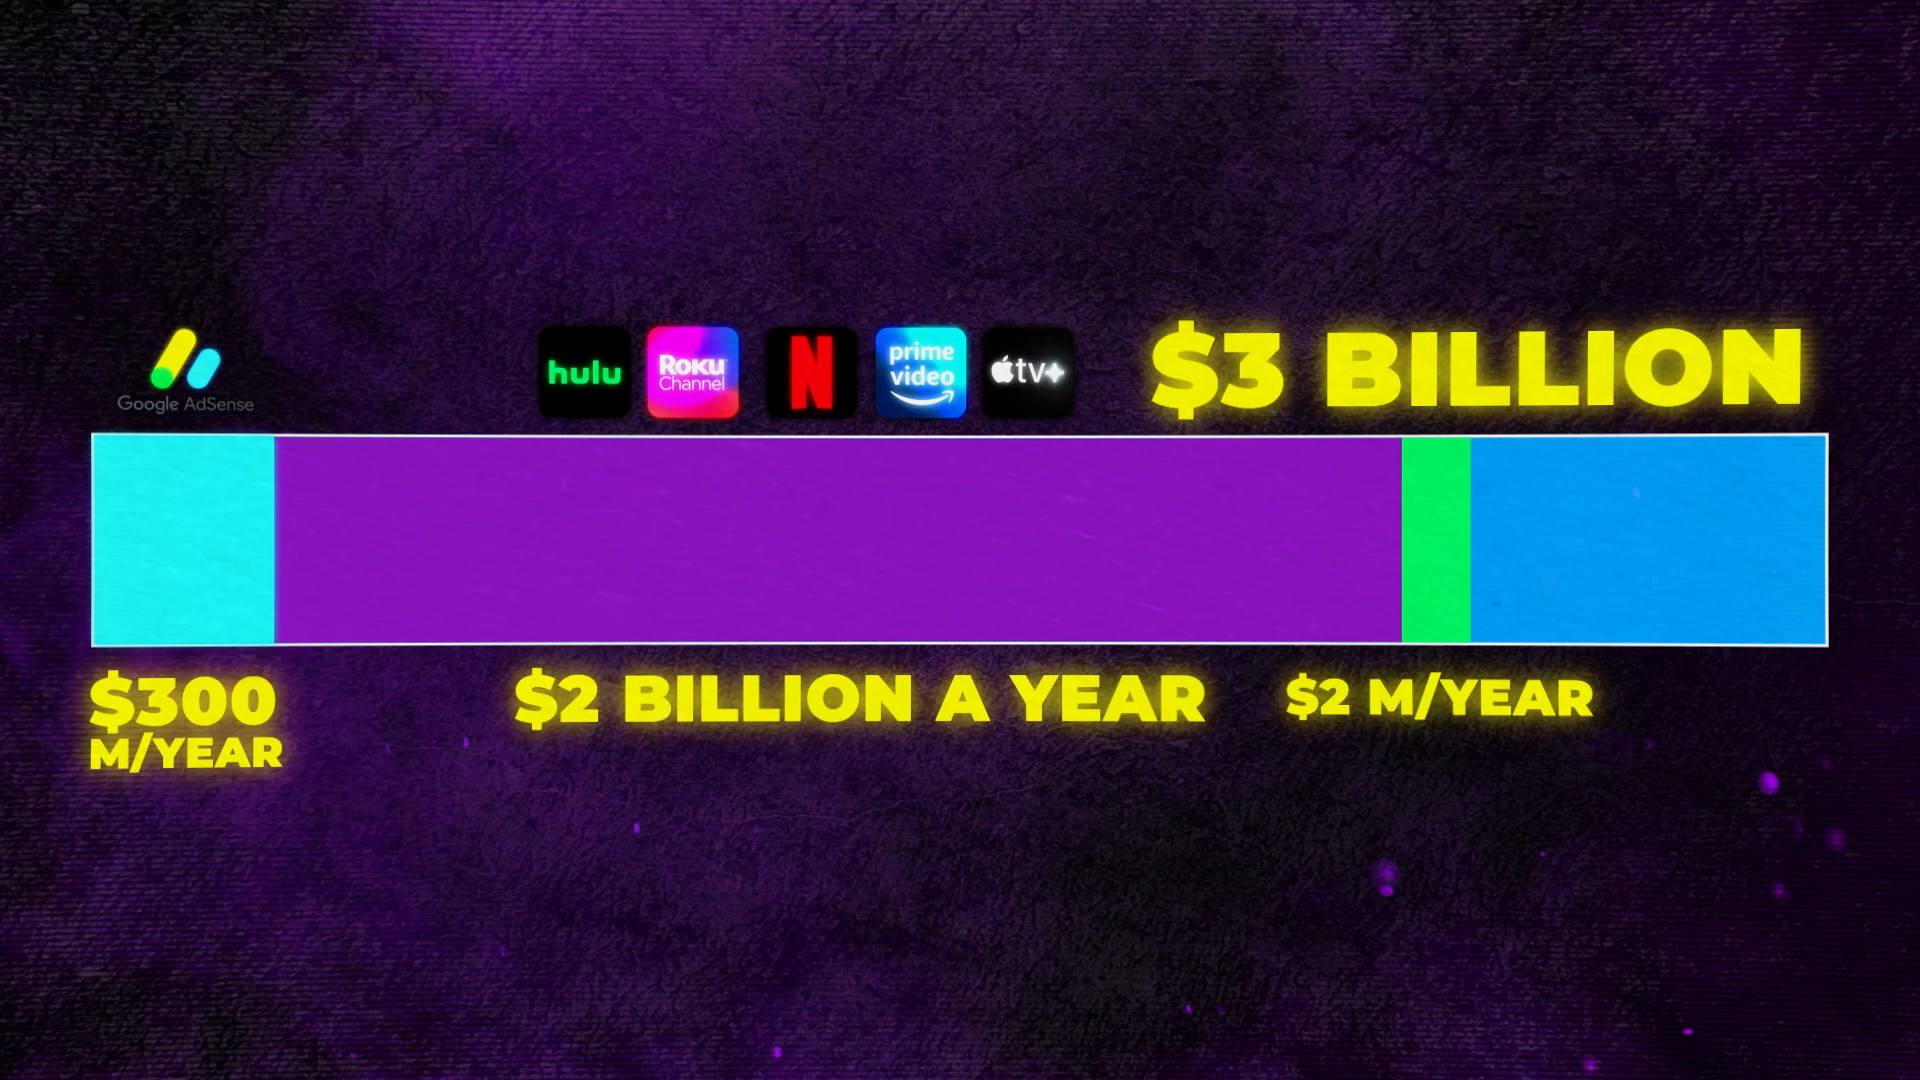 Google AdSense
hulu
Roku
Channel
N
prime
video
tv+
$3 BILLION
$300
M/YEAR
$2 BILLION A YEAR
$2 M/YEAR